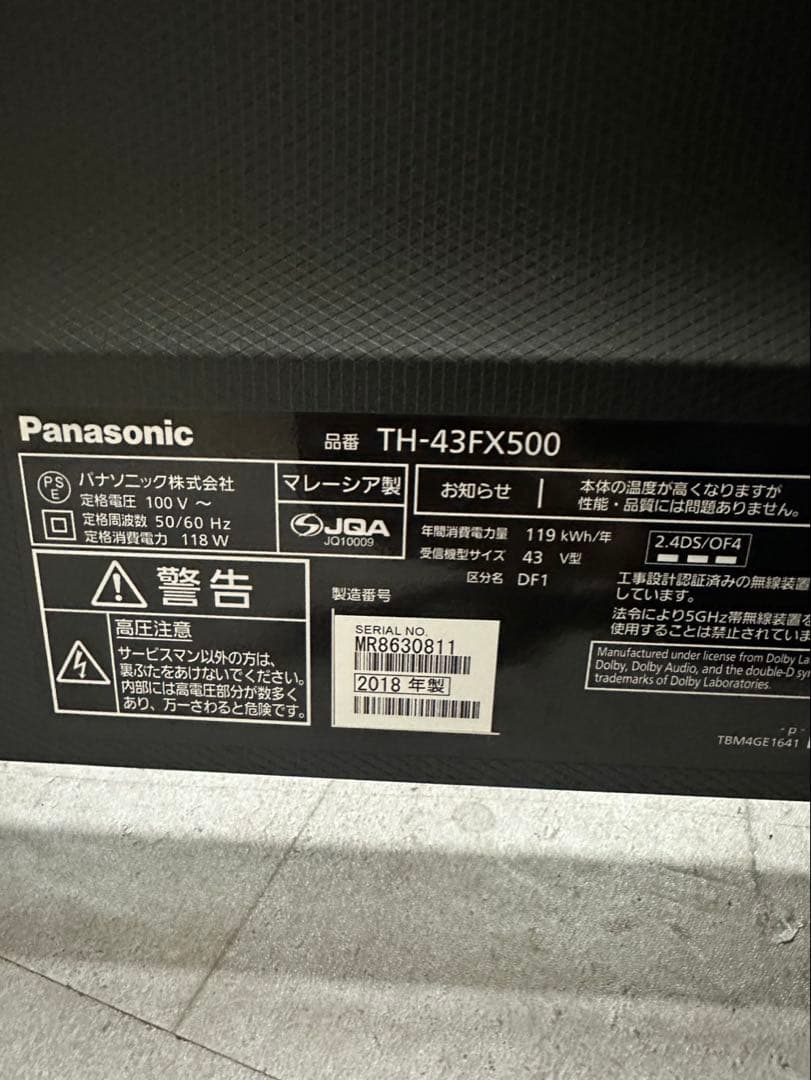 Panasonic
品番 TH-43FX500
PS
E
パナソニック株式会社
定格電圧 100 V ～
定格周波数 50/60 Hz
定格消費電力 118 W
マレーシア製
JQA
JQ10009
お知らせ
本体の温度が高くなりますが
性能・品質には問題ありません。
年間消費電力量 119 kWh/年
受信機型サイズ 43 V型
区分名 DF1
2.4DS/OF4
工事設計認証済みの無線装置
しています。
法令により5GHz帯無線装置を
使用することは禁止されていま
Manufactured under license from Dolby La
Dolby, Dolby Audio, and the double-D sy
trademarks of Dolby Laboratories.
警告
高圧注意
サービスマン以外の方は、
裏ぶたをあけないでください。
内部には高電圧部分が数多く
あり、万一さわると危険です。
製造番号
SERIAL NO.
MR8630811
2018 年製
- p -
TBM4GE1641